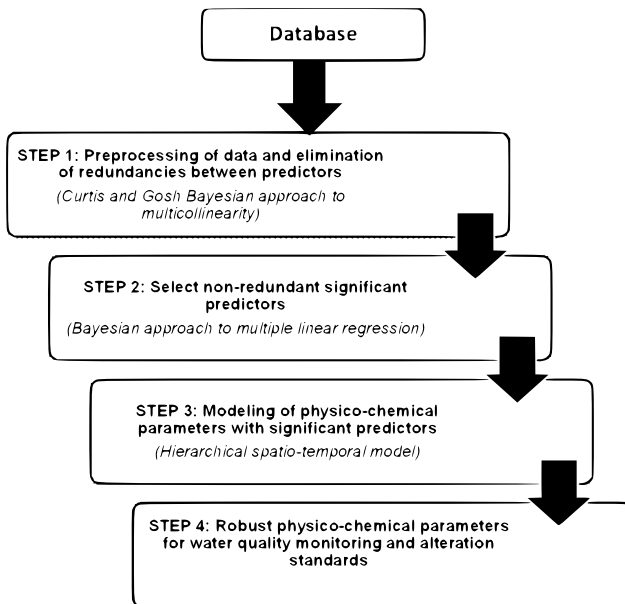 Database
STEP 1: Preprocessing of data and elimination
of redundancies between predictors
(Curtis and Gosh Bayesian approach to
multicollinearity)
STEP 2: Select non-redundant significant
predictors
(Bayesian approach to multiple linear regression)
STEP 3: Modeling of physico-chemical
parameters with significant predictors
(Hierarchical spatio-temporal model)
STEP 4: Robust physico-chemical parameters
for water quality monitoring and alteration
standards